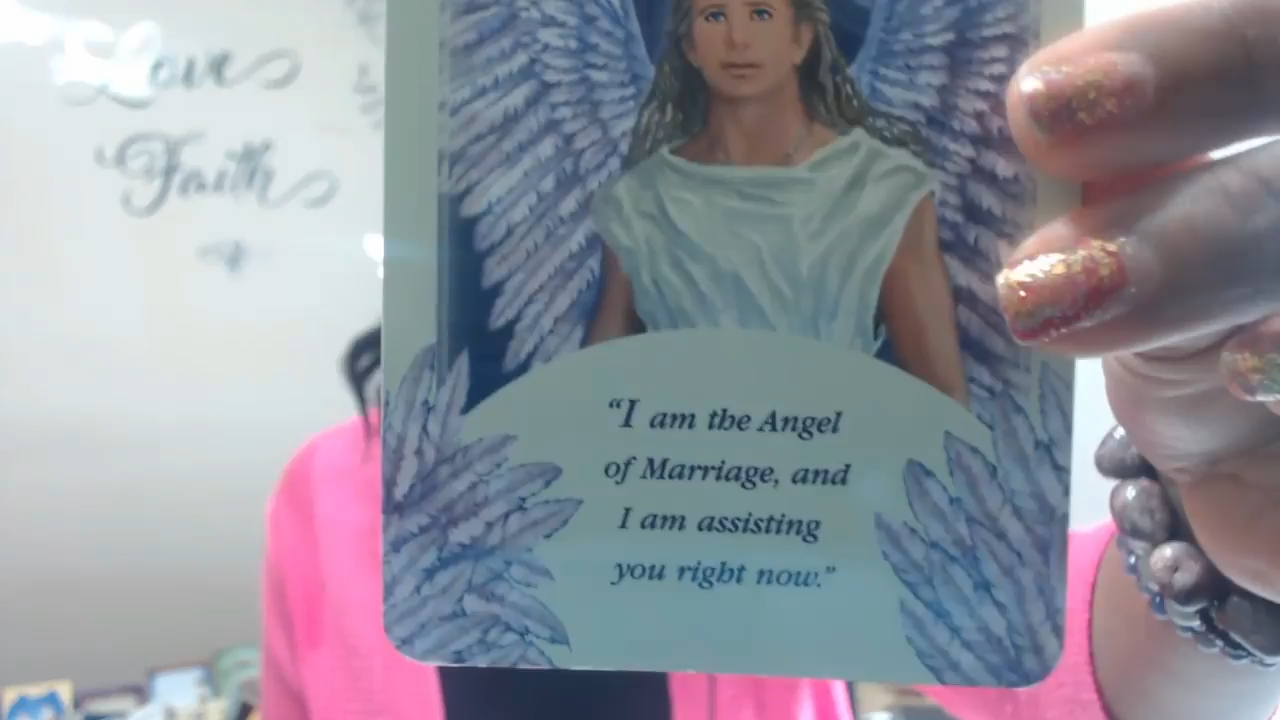 Love
Faith
“I am the Angel
of Marriage, and
I am assisting
you right now.”